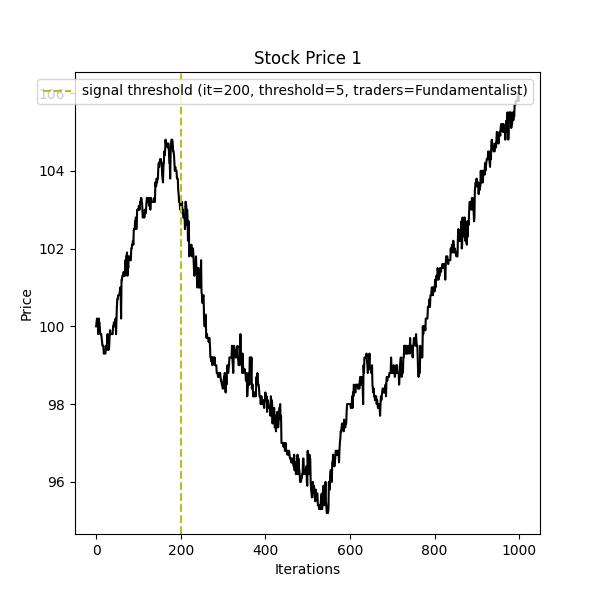 Stock Price 1
signal threshold (it=200, threshold=5, traders=Fundamentalist)
106
104
102
100
98
96
Price
0 200 400 600 800 1000
Iterations